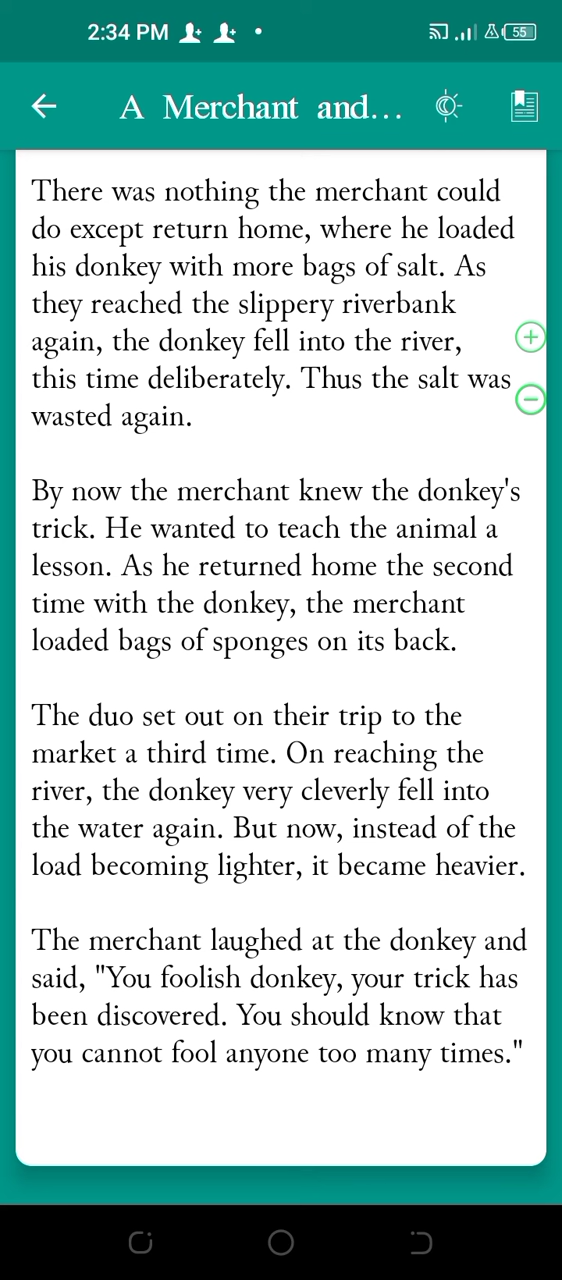 2:34 PM
55
A Merchant and...
There was nothing the merchant could
do except return home, where he loaded
his donkey with more bags of salt. As
they reached the slippery riverbank
again, the donkey fell into the river,
this time deliberately. Thus the salt was
wasted again.
By now the merchant knew the donkey's
trick. He wanted to teach the animal a
lesson. As he returned home the second
time with the donkey, the merchant
loaded bags of sponges on its back.
The duo set out on their trip to the
market a third time. On reaching the
river, the donkey very cleverly fell into
the water again. But now, instead of the
load becoming lighter, it became heavier.
The merchant laughed at the donkey and
said, "You foolish donkey, your trick has
been discovered. You should know that
you cannot fool anyone too many times."